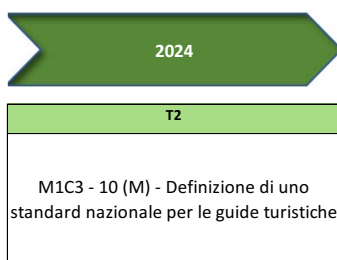 2024
T2
M1C3 - 10 (M) - Definizione di uno
standard nazionale per le guide turistiche